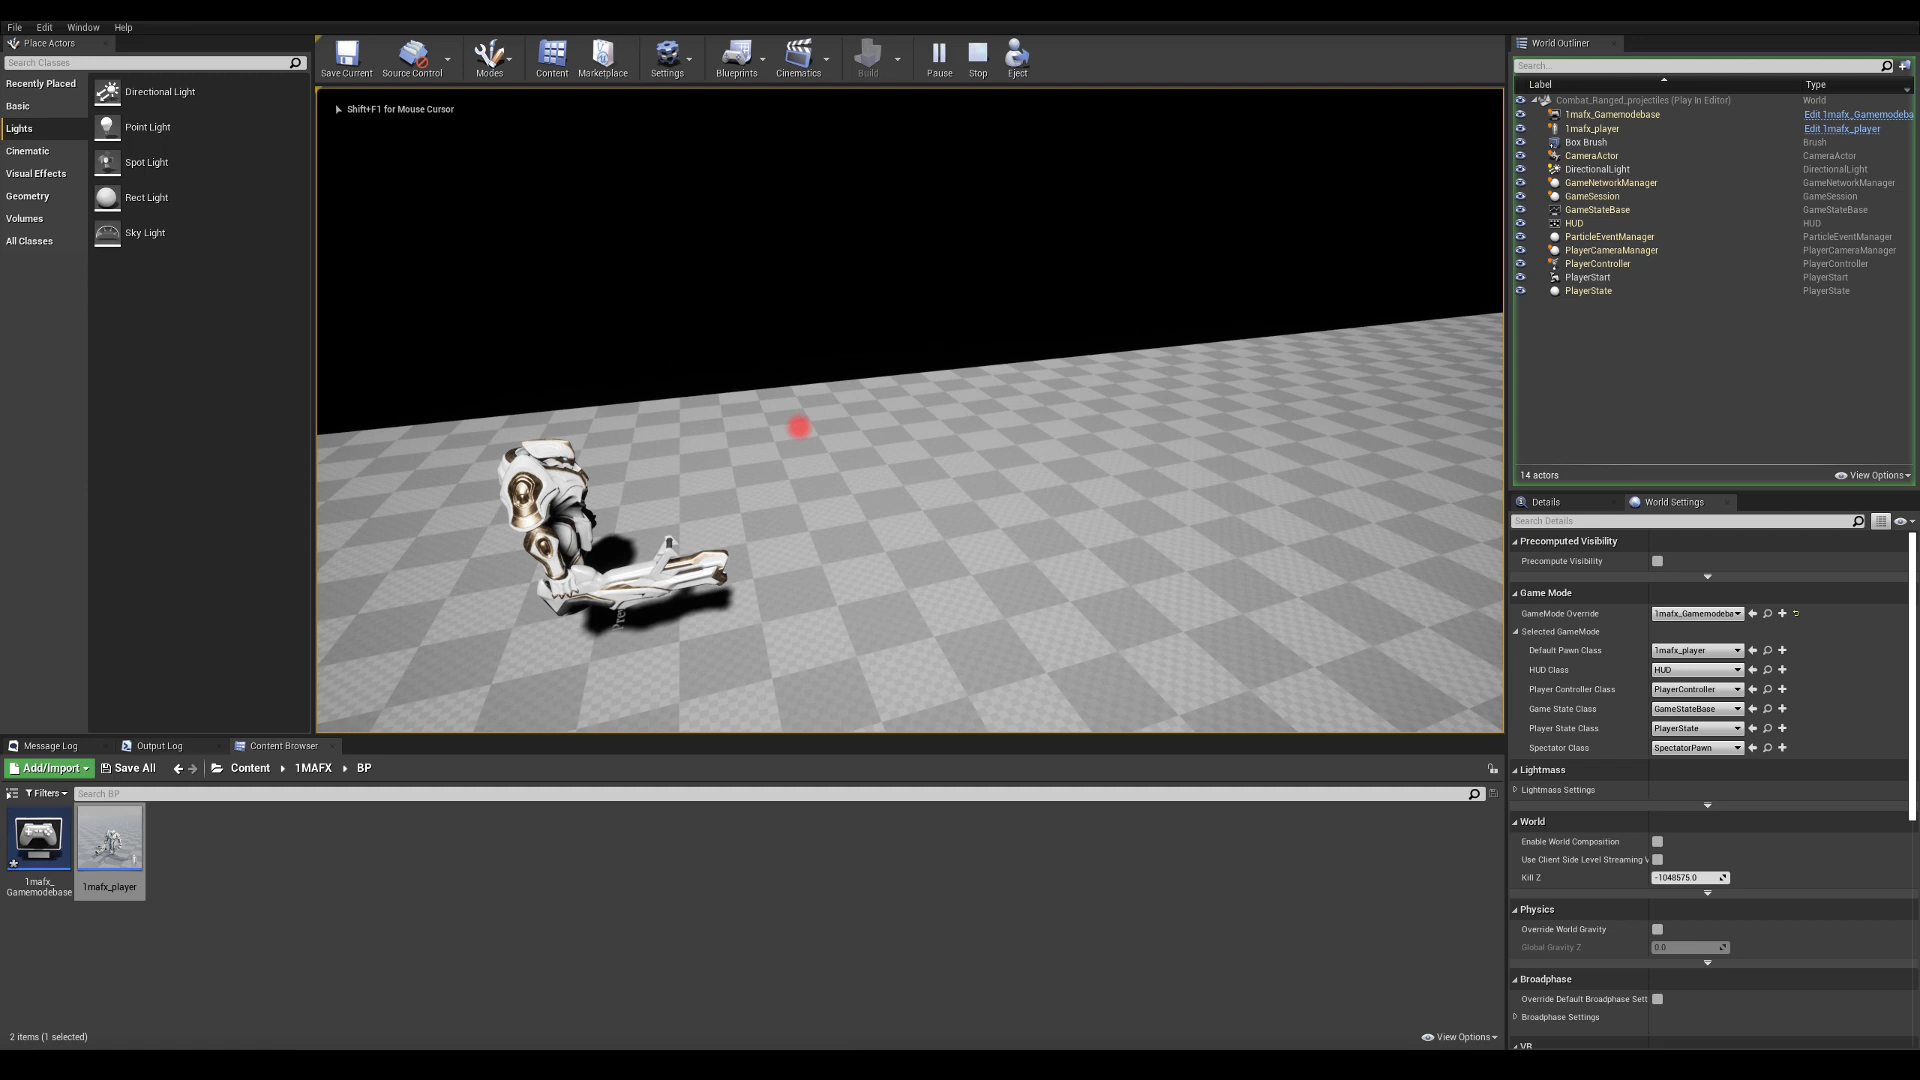 File Edit Window Help
Place Actors
Search Classes
Recently Placed
Basic
Lights
Cinematic
Visual Effects
Geometry
Volumes
All Classes
Directional Light
Point Light
Spot Light
Rect Light
Sky Light
Save Current Source Control Modes Content Marketplace Settings Blueprints Cinematics Build Pause Stop Eject
Shift+F1 for Mouse Cursor
World Outliner
Search...
Label Type
Combat_Ranged_projectiles (Play In Editor) World
1mafx_Gamemodebase Edit 1mafx_Gamemodeba
1mafx_player Edit 1mafx_player
Box Brush Brush
CameraActor CameraActor
DirectionalLight DirectionalLight
GameNetworkManager GameNetworkManager
GameSession GameSession
GameStateBase GameStateBase
HUD HUD
ParticleEventManager ParticleEventManager
PlayerCameraManager PlayerCameraManager
PlayerController PlayerController
PlayerStart PlayerStart
PlayerState PlayerState
14 actors View Options
Details World Settings
Search Details
Precomputed Visibility
Precompute Visibility
Game Mode
GameMode Override 1mafx_Gamemodeba
Selected GameMode
Default Pawn Class 1mafx_player
HUD Class HUD
Player Controller Class PlayerController
Game State Class GameStateBase
Player State Class PlayerState
Spectator Class SpectatorPawn
Lightmass
Lightmass Settings
World
Enable World Composition
Use Client Side Level Streaming V
Kill Z -1048575.0
Physics
Override World Gravity
Global Gravity Z 0.0
Broadphase
Override Default Broadphase Sett
Broadphase Settings
VR
Message Log Output Log Content Browser
Add/Import Save All Content 1MAFX BP
Filters Search BP
1mafx_
Gamemodebase
1mafx_player
2 items (1 selected) View Options